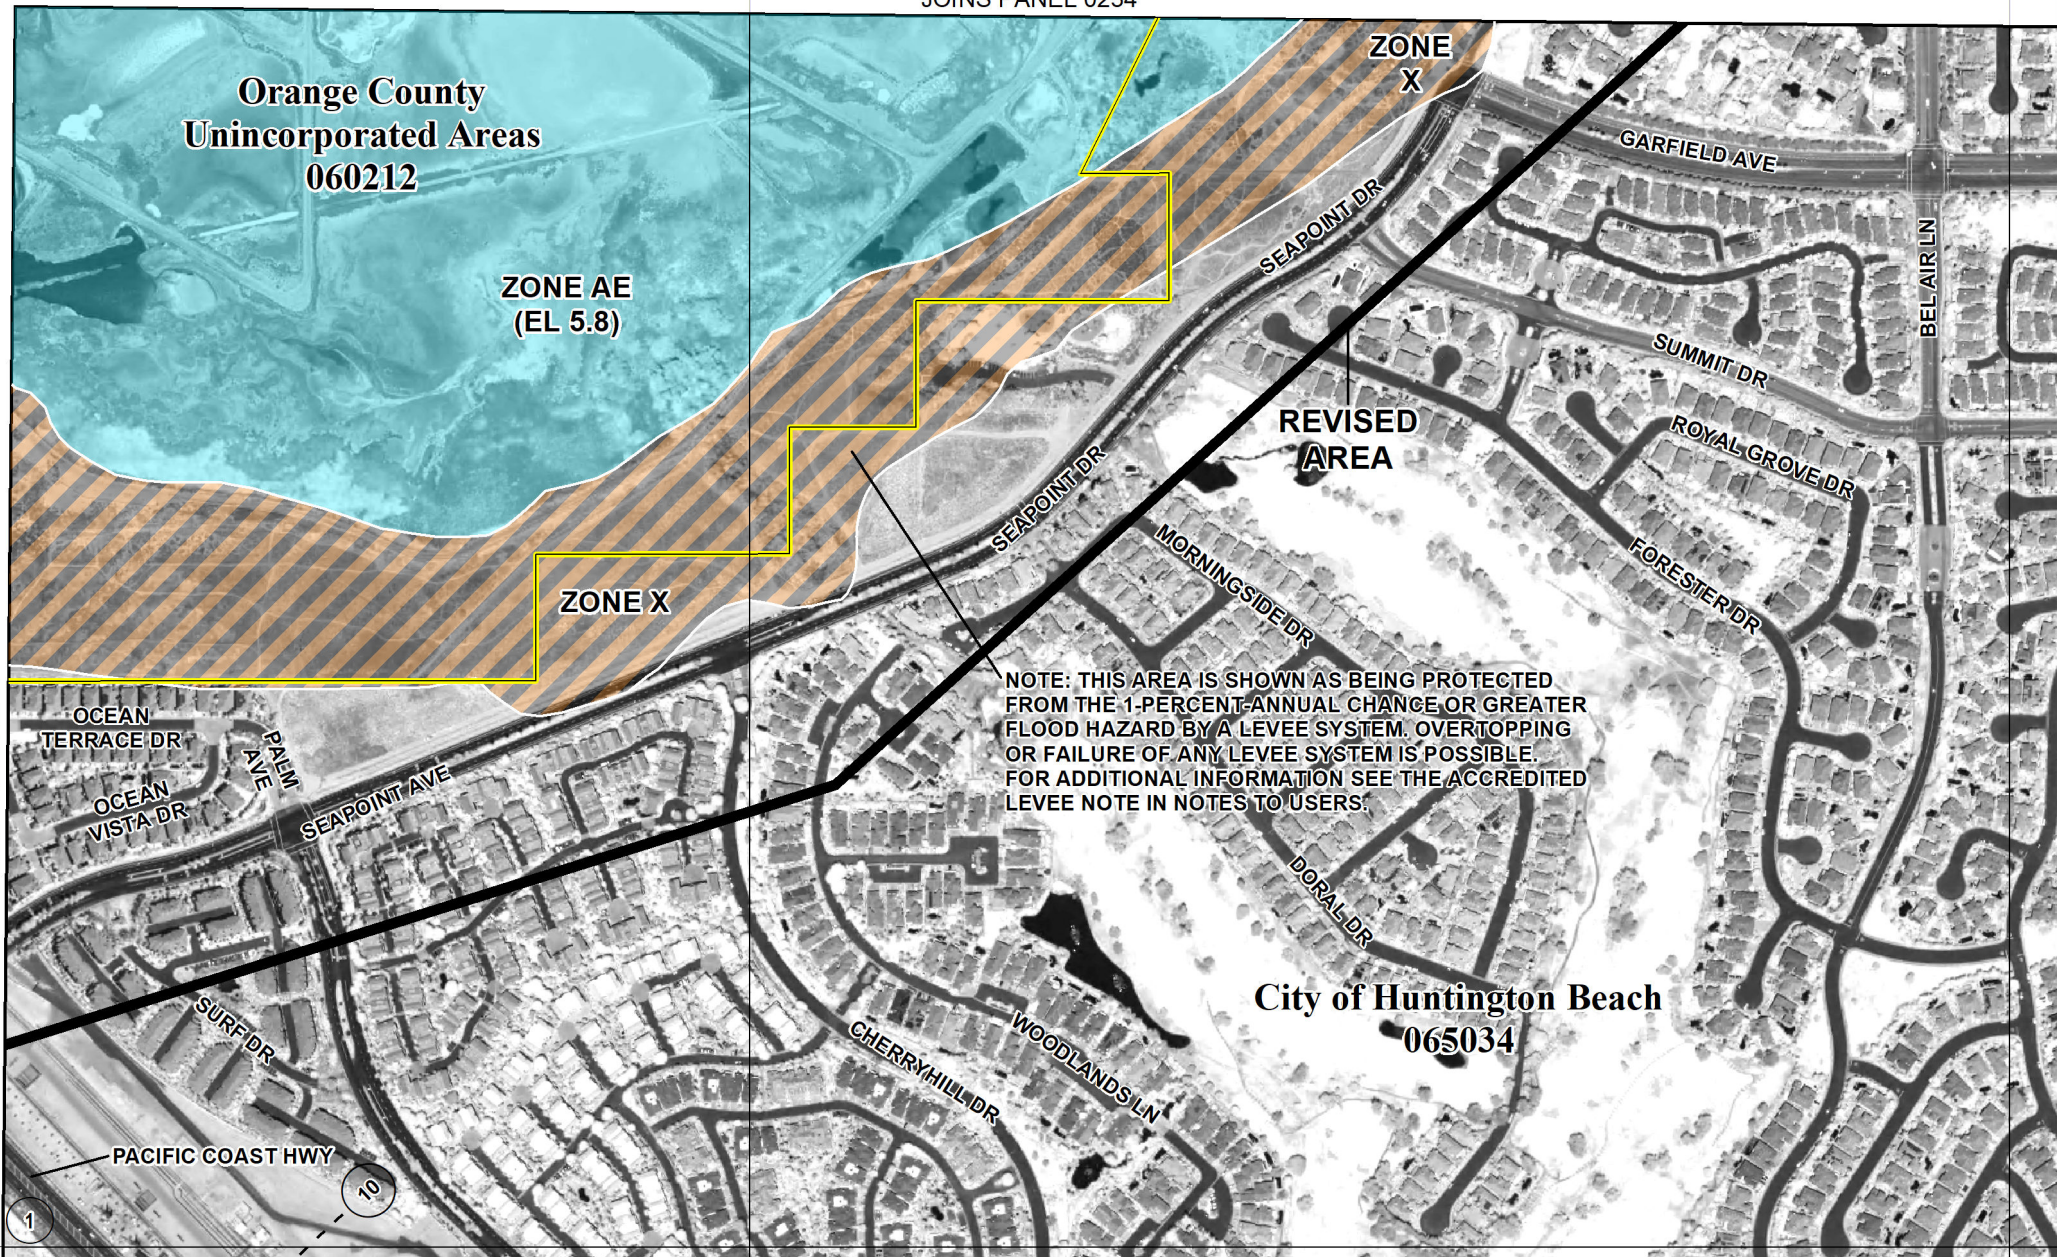 JOINS PANEL 0234
ZONE
X
Orange County
Unincorporated Areas
060212
GARFIELD AVE
SEAPOINT DR
BEL AIR LN
ZONE AE
(EL 5.8)
SUMMIT DR
REVISED
AREA
ROYAL GROVE DR
SEAPOINT DR
MORNINGSIDE DR
FORESTER DR
ZONE X
NOTE: THIS AREA IS SHOWN AS BEING PROTECTED
FROM THE 1-PERCENT-ANNUAL CHANCE OR GREATER
FLOOD HAZARD BY A LEVEE SYSTEM. OVERTOPPING
OR FAILURE OF ANY LEVEE SYSTEM IS POSSIBLE.
FOR ADDITIONAL INFORMATION SEE THE ACCREDITED
LEVEE NOTE IN NOTES TO USERS.
OCEAN
TERRACE DR
PALM
AVE
OCEAN
VISTA DR
SEAPOINT AVE
DORAL DR
City of Huntington Beach
065034
SURF DR
CHERRYHILL DR
WOODLANDS LN
PACIFIC COAST HWY
10
1